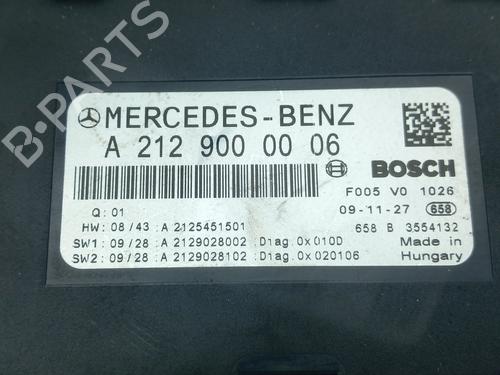 MERCEDES-BENZ
A 212 900 00 06
BOSCH
F005 V0 1026
Q: 01
09-11-27 658
HW: 08/43 : A 2125451501
658 B 3554132
SW1: 09/28 : A 2129028002 : Diag.0x010D
Made in
SW2: 09/28 : A 2129028102 : Diag.0x020106
Hungary
B-PARTS